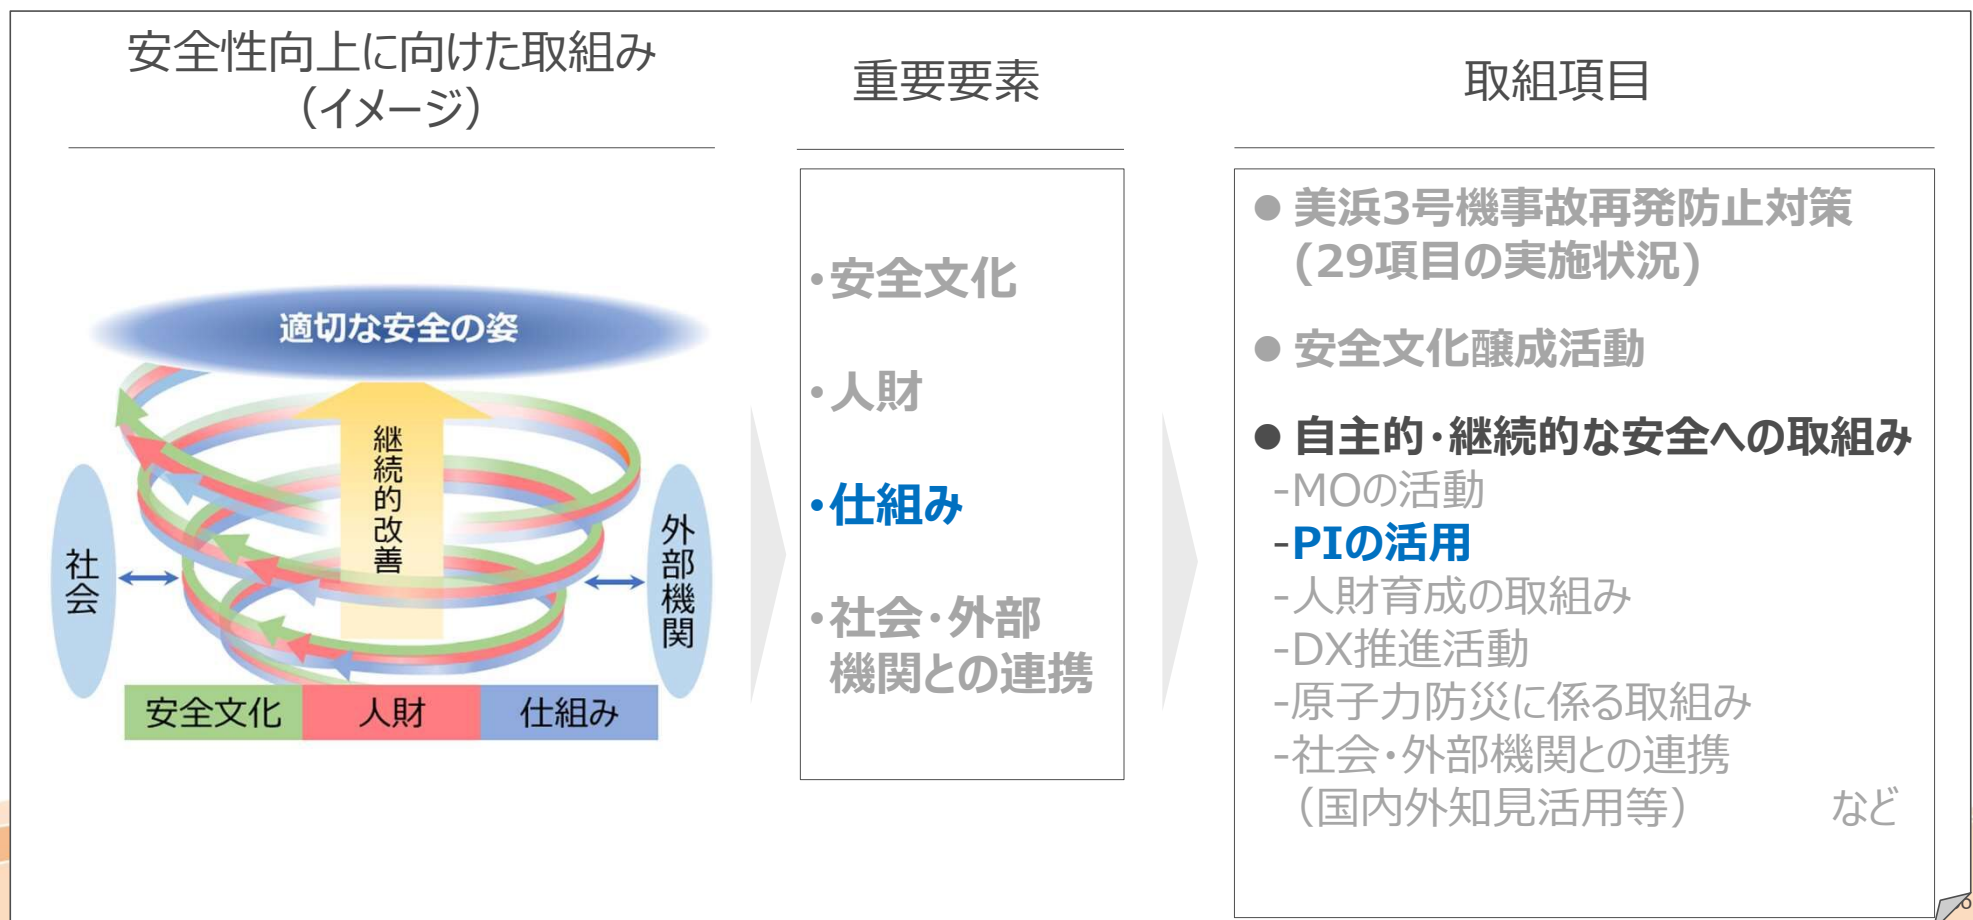 安全性向上に向けた取組み
（イメージ）
重要要素
取組項目
適切な安全の姿
継続的改善
社会
外部機関
安全文化
人財
仕組み
・安全文化
・人財
・仕組み
・社会・外部
機関との連携
● 美浜3号機事故再発防止対策
(29項目の実施状況)
● 安全文化醸成活動
● 自主的・継続的な安全への取組み
-MOの活動
-PIの活用
-人財育成の取組み
-DX推進活動
-原子力防災に係る取組み
-社会・外部機関との連携
（国内外知見活用等） など